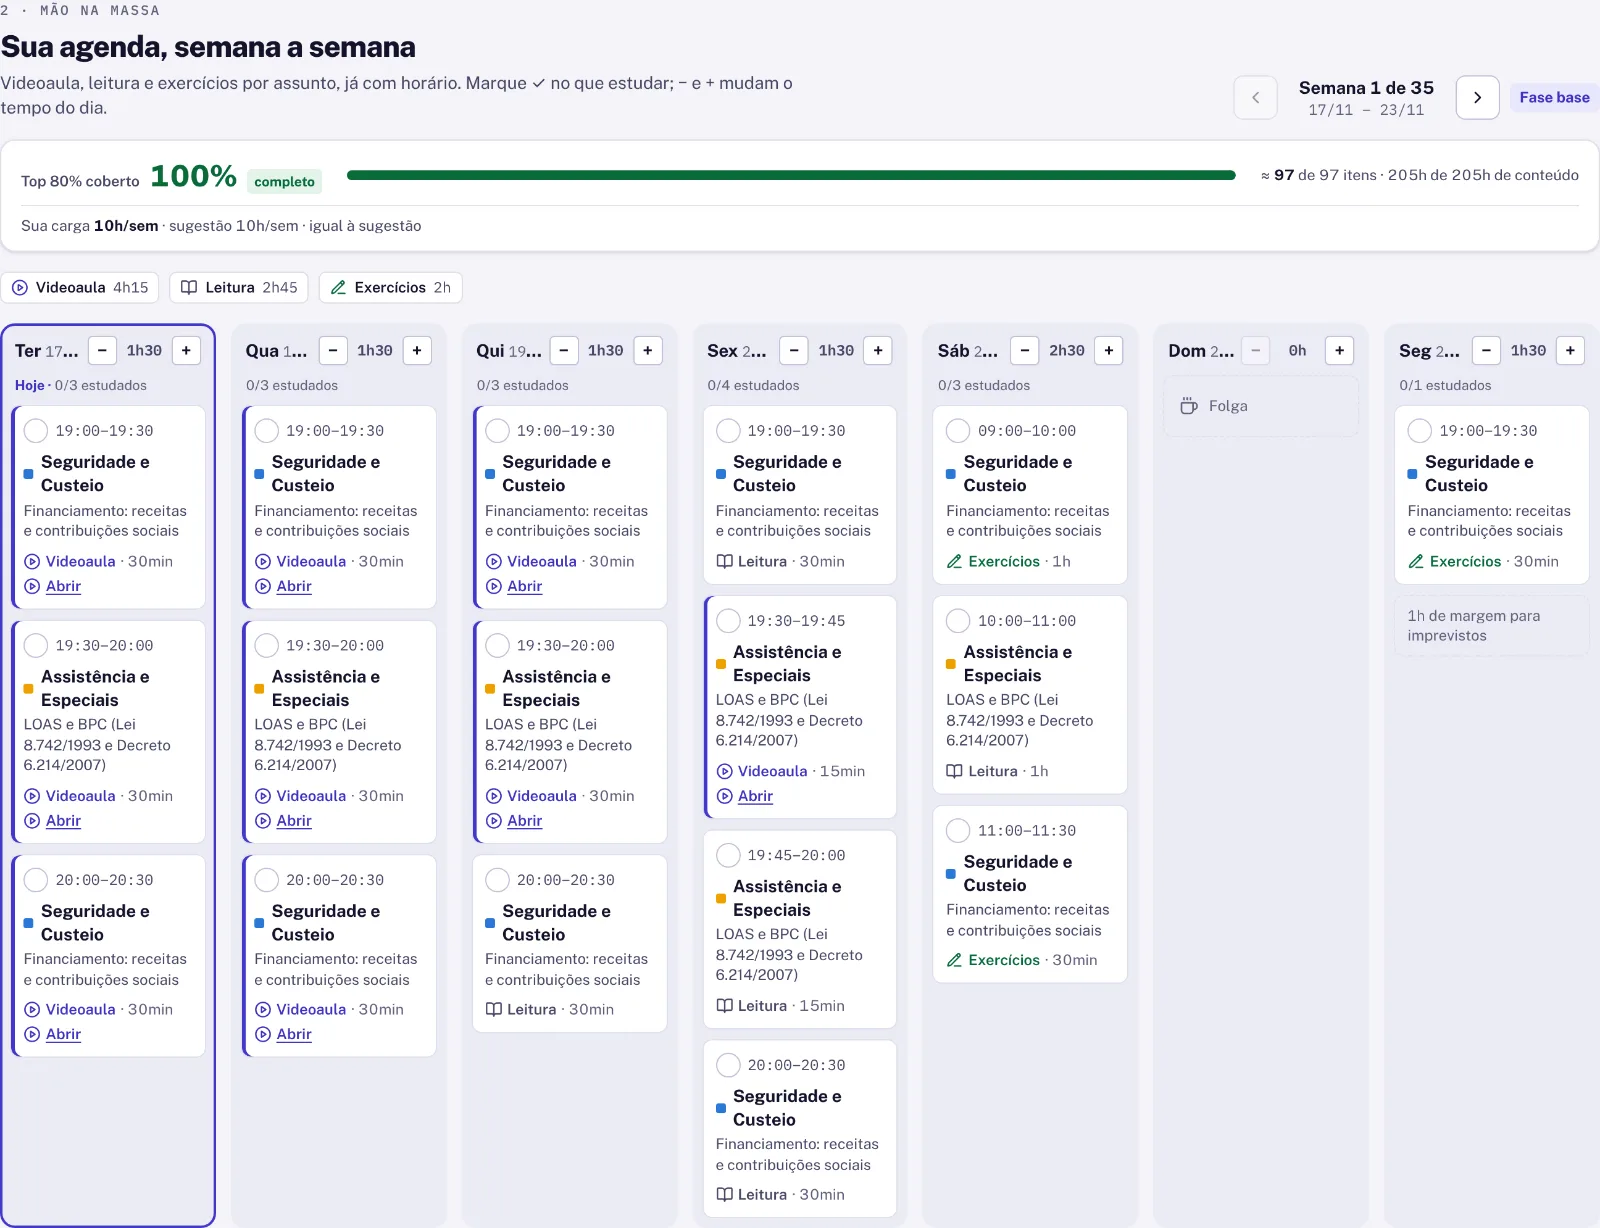 2 · MÃO NA MASSA
Sua agenda, semana a semana
Videoaula, leitura e exercícios por assunto, já com horário. Marque ✓ no que estudar; − e + mudam o
tempo do dia.
Semana 1 de 35
17/11 – 23/11
Fase base
Top 80% coberto 100% completo
≈ 97 de 97 itens · 205h de 205h de conteúdo
Sua carga 10h/sem · sugestão 10h/sem · igual à sugestão
Videoaula 4h15
Leitura 2h45
Exercícios 2h
Ter 17... − 1h30 +
Hoje · 0/3 estudados
19:00–19:30
Seguridade e
Custeio
Financiamento: receitas
e contribuições sociais
Videoaula · 30min
Abrir
19:30–20:00
Assistência e
Especiais
LOAS e BPC (Lei
8.742/1993 e Decreto
6.214/2007)
Videoaula · 30min
Abrir
20:00–20:30
Seguridade e
Custeio
Financiamento: receitas
e contribuições sociais
Videoaula · 30min
Abrir
Qua 1... − 1h30 +
0/3 estudados
19:00–19:30
Seguridade e
Custeio
Financiamento: receitas
e contribuições sociais
Videoaula · 30min
Abrir
19:30–20:00
Assistência e
Especiais
LOAS e BPC (Lei
8.742/1993 e Decreto
6.214/2007)
Videoaula · 30min
Abrir
20:00–20:30
Seguridade e
Custeio
Financiamento: receitas
e contribuições sociais
Videoaula · 30min
Abrir
Qui 19... − 1h30 +
0/3 estudados
19:00–19:30
Seguridade e
Custeio
Financiamento: receitas
e contribuições sociais
Videoaula · 30min
Abrir
19:30–20:00
Assistência e
Especiais
LOAS e BPC (Lei
8.742/1993 e Decreto
6.214/2007)
Videoaula · 30min
Abrir
20:00–20:30
Seguridade e
Custeio
Financiamento: receitas
e contribuições sociais
Leitura · 30min
Sex 2... − 1h30 +
0/4 estudados
19:00–19:30
Seguridade e
Custeio
Financiamento: receitas
e contribuições sociais
Leitura · 30min
19:30–19:45
Assistência e
Especiais
LOAS e BPC (Lei
8.742/1993 e Decreto
6.214/2007)
Videoaula · 15min
Abrir
19:45–20:00
Assistência e
Especiais
LOAS e BPC (Lei
8.742/1993 e Decreto
6.214/2007)
Leitura · 15min
20:00–20:30
Seguridade e
Custeio
Financiamento: receitas
e contribuições sociais
Leitura · 30min
Sáb 2... − 2h30 +
0/3 estudados
09:00–10:00
Seguridade e
Custeio
Financiamento: receitas
e contribuições sociais
Exercícios · 1h
10:00–11:00
Assistência e
Especiais
LOAS e BPC (Lei
8.742/1993 e Decreto
6.214/2007)
Leitura · 1h
11:00–11:30
Seguridade e
Custeio
Financiamento: receitas
e contribuições sociais
Exercícios · 30min
Dom 2... − 0h +
Folga
Seg 2... − 1h30 +
0/1 estudados
19:00–19:30
Seguridade e
Custeio
Financiamento: receitas
e contribuições sociais
Exercícios · 30min
1h de margem para
imprevistos